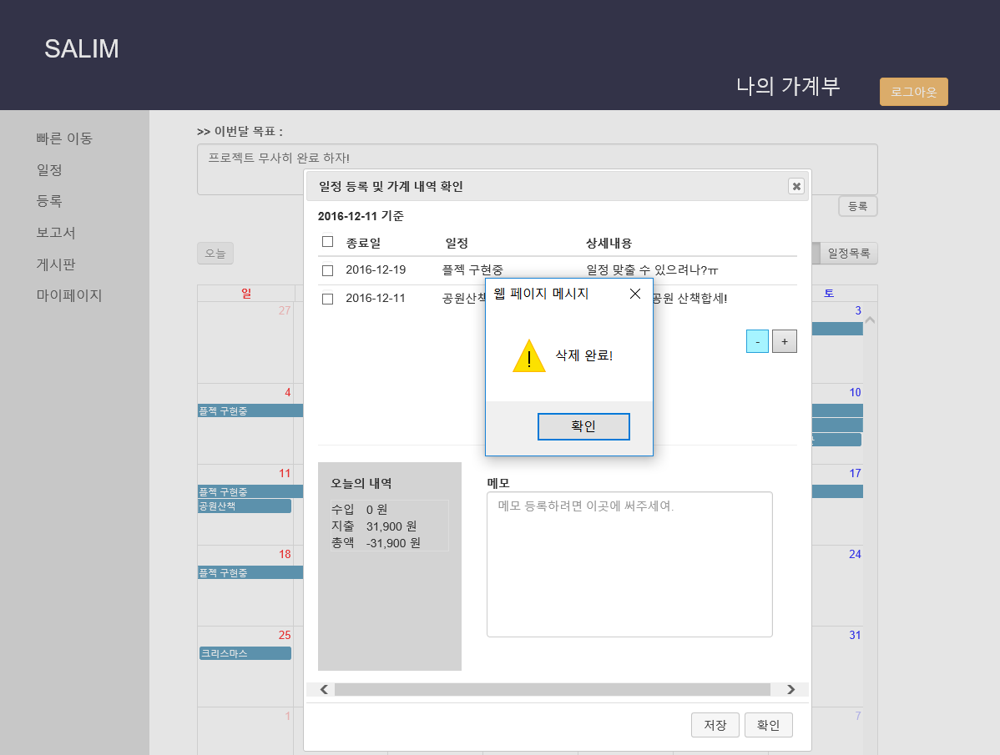 SALIM
나의 가계부
로그아웃
빠른 이동
일정
등록
보고서
게시판
마이페이지
>> 이번달 목표 :
프로젝트 무사히 완료 하자!
등록
오늘
일정목록
일정 등록 및 가계 내역 확인
2016-12-11 기준
종료일 일정 상세내용
2016-12-19 플젝 구현중 일정 맞출 수 있으려나?ㅠ
2016-12-11 공원산책 공원 산책합세!
- +
웹 페이지 메시지
삭제 완료!
확인
오늘의 내역
수입 0 원
지출 31,900 원
총액 -31,900 원
메모
메모 등록하려면 이곳에 써주세여.
저장 확인
일 토
27 3
4 10
플젝 구현중
11 17
플젝 구현중
공원산책
18 24
플젝 구현중
25 31
크리스마스
1 7